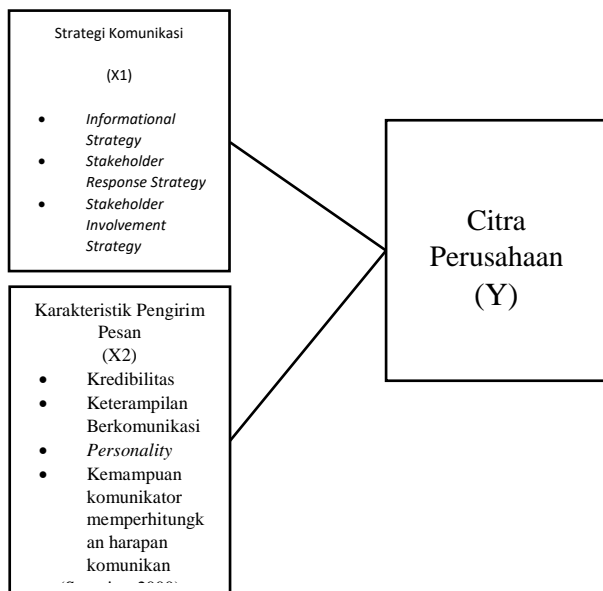 Strategi Komunikasi
(X1)
• Informational
Strategy
• Stakeholder
Response Strategy
• Stakeholder
Involvement
Strategy
Karakteristik Pengirim
Pesan
(X2)
• Kredibilitas
• Keterampilan
Berkomunikasi
• Personality
• Kemampuan
komunikator
memperhitungk
an harapan
komunikan
Citra
Perusahaan
(Y)